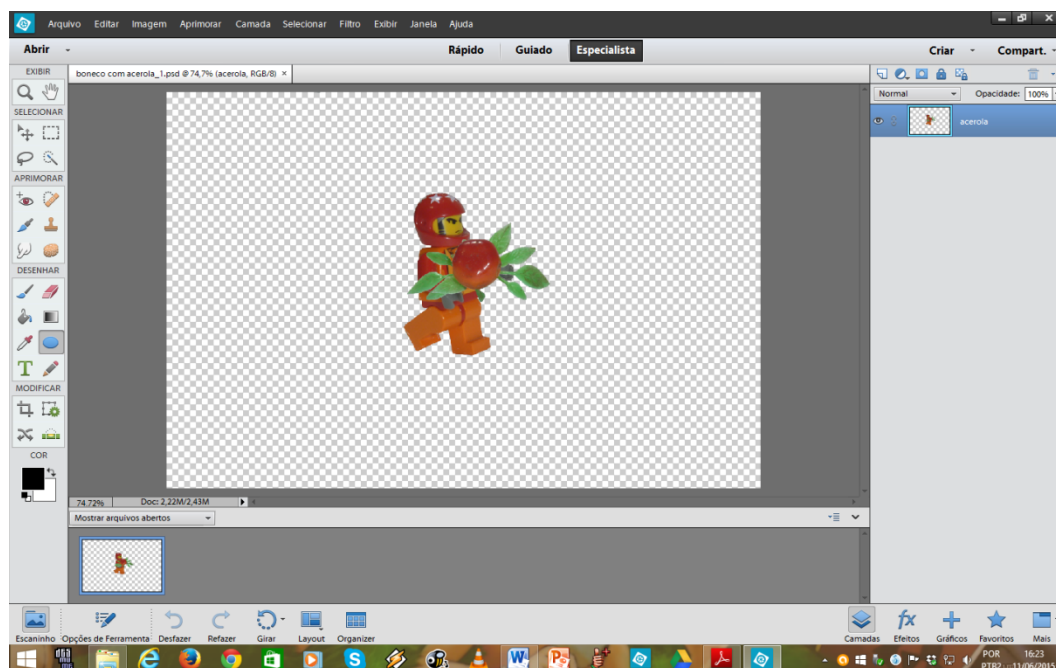 Arquivo Editar Imagem Aprimorar Camada Selecionar Filtro Exibir Janela Ajuda
Abrir
Rápido Guiado Especialista
Criar Compart.
EXIBIR
boneco com acerola_1.psd @ 74,7% (acerola, RGB/8) ×
SELECIONAR
Normal Opacidade: 100%
acerola
APRIMORAR
DESENHAR
T
MODIFICAR
COR
74.72% Doc: 2,22M/2,43M
Mostrar arquivos abertos
Escaninho Opções de Ferramenta Desfazer Refazer Girar Layout Organizer
Camadas Efeitos Gráficos Favoritos Mais
fx
POR 16:23